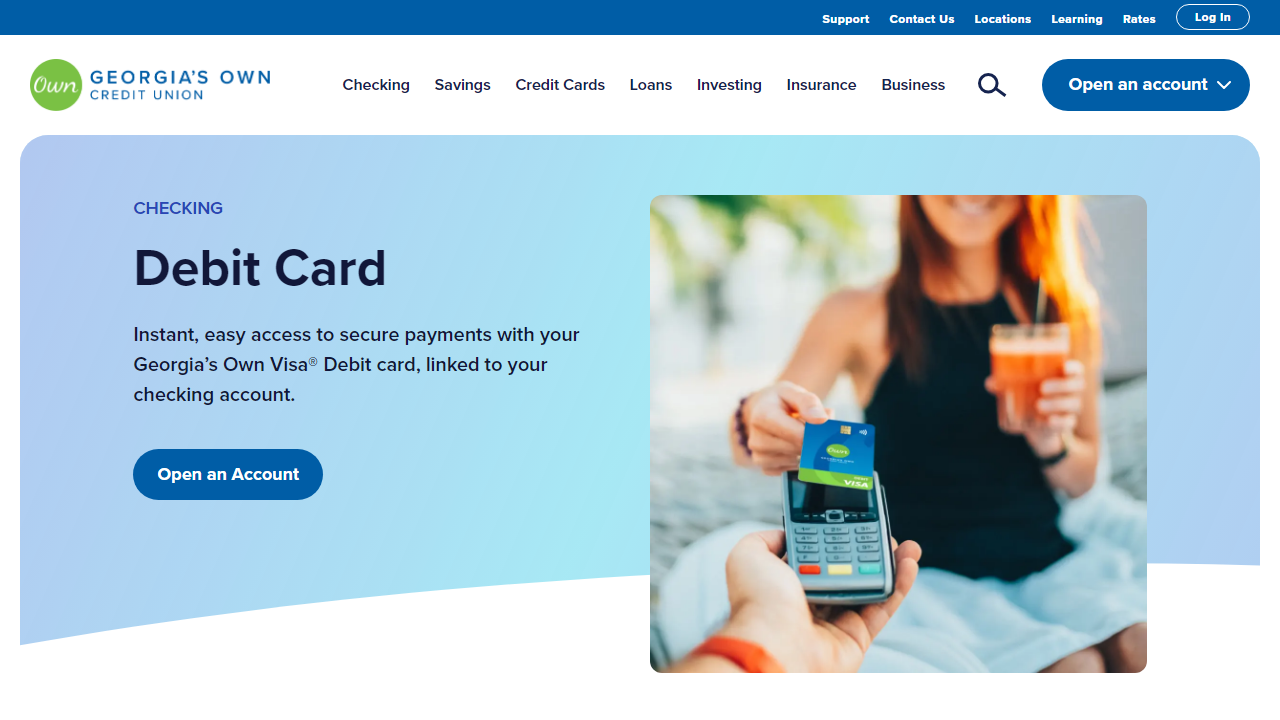 Support Contact Us Locations Learning Rates Log In
Own GEORGIA'S OWN
CREDIT UNION
Checking Savings Credit Cards Loans Investing Insurance Business Open an account
CHECKING
Debit Card
Instant, easy access to secure payments with your
Georgia’s Own Visa® Debit card, linked to your
checking account.
Open an Account
Own
VISA